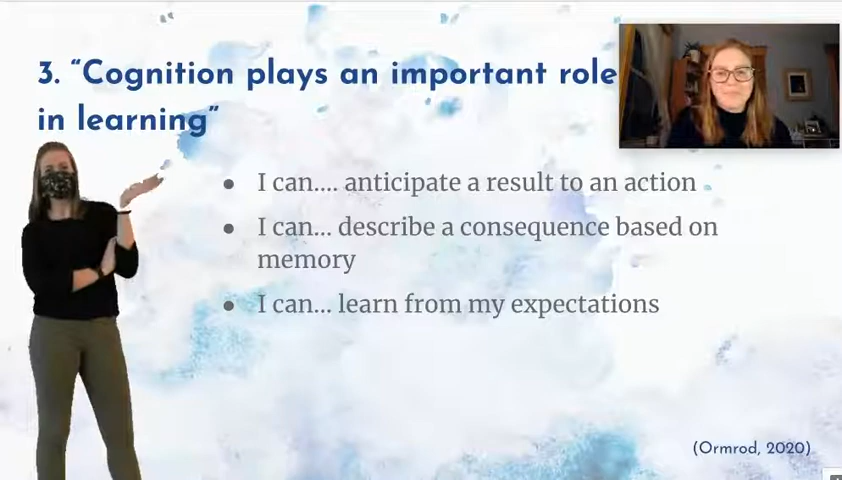 3. “Cognition plays an important role
in learning”
● I can.... anticipate a result to an action
● I can... describe a consequence based on
memory
● I can... learn from my expectations
(Ormrod, 2020)